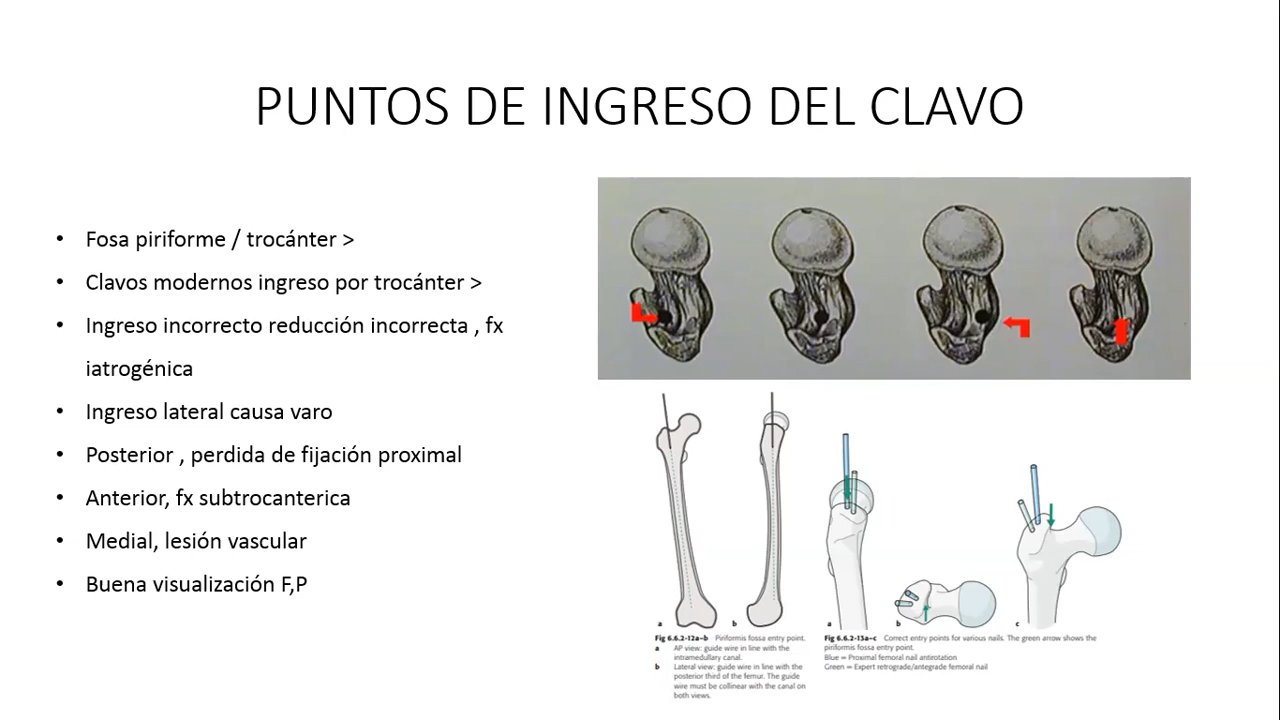 PUNTOS DE INGRESO DEL CLAVO
• Fosa piriforme / trocánter >
• Clavos modernos ingreso por trocánter >
• Ingreso incorrecto reducción incorrecta , fx
iatrogénica
• Ingreso lateral causa varo
• Posterior , perdida de fijación proximal
• Anterior, fx subtrocanterica
• Medial, lesión vascular
• Buena visualización F,P
a b
Fig 6.6.2-12a–b Piriformis fossa entry point.
a AP view: guide wire in line with the
intramedullary canal.
b Lateral view: guide wire in line with the
posterior third of the femur. The guide
wire must be collinear with the canal on
both views.
a b c
Fig 6.6.2-13a–c Correct entry points for various nails. The green arrow shows the
piriformis fossa entry point.
Blue = Proximal femoral nail antirotation
Green = Expert retrograde/antegrade femoral nail